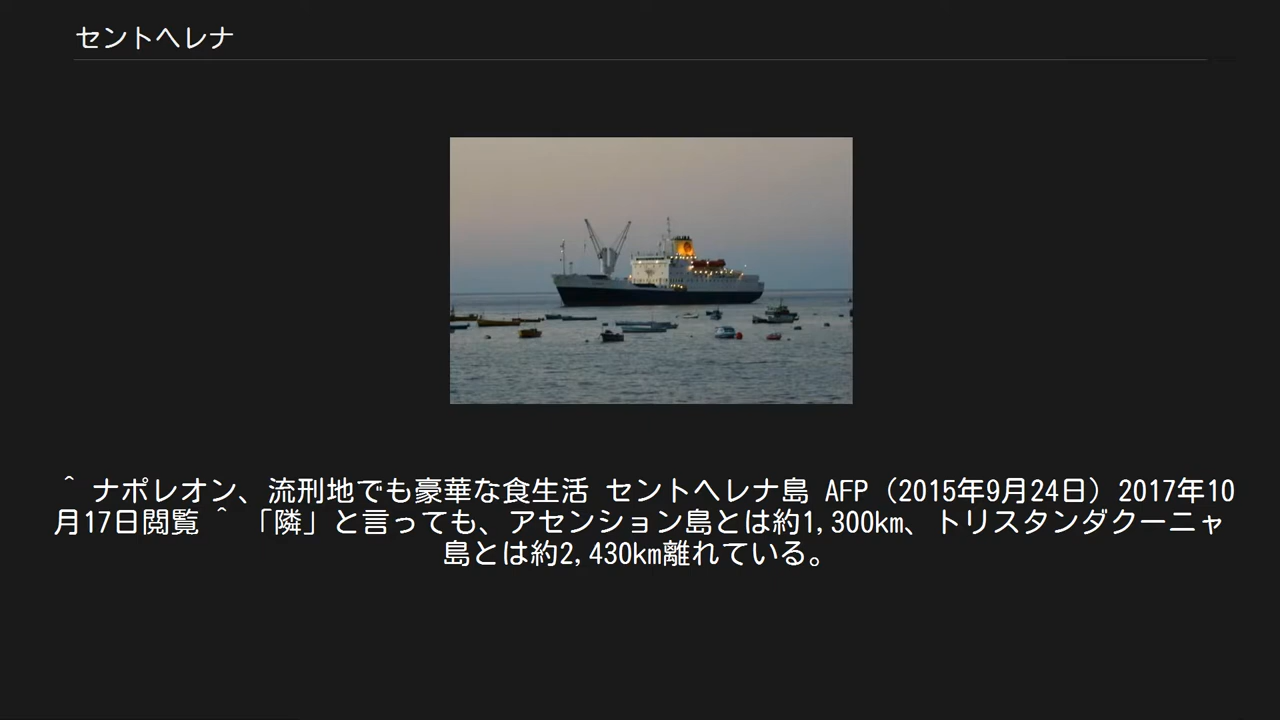 セントヘレナ
^ ナポレオン、流刑地でも豪華な食生活 セントヘレナ島 AFP（2015年9月24日）2017年10
月17日閲覧 ^ 「隣」と言っても、アセンション島とは約1,300km、トリスタンダクーニャ
島とは約2,430km離れている。